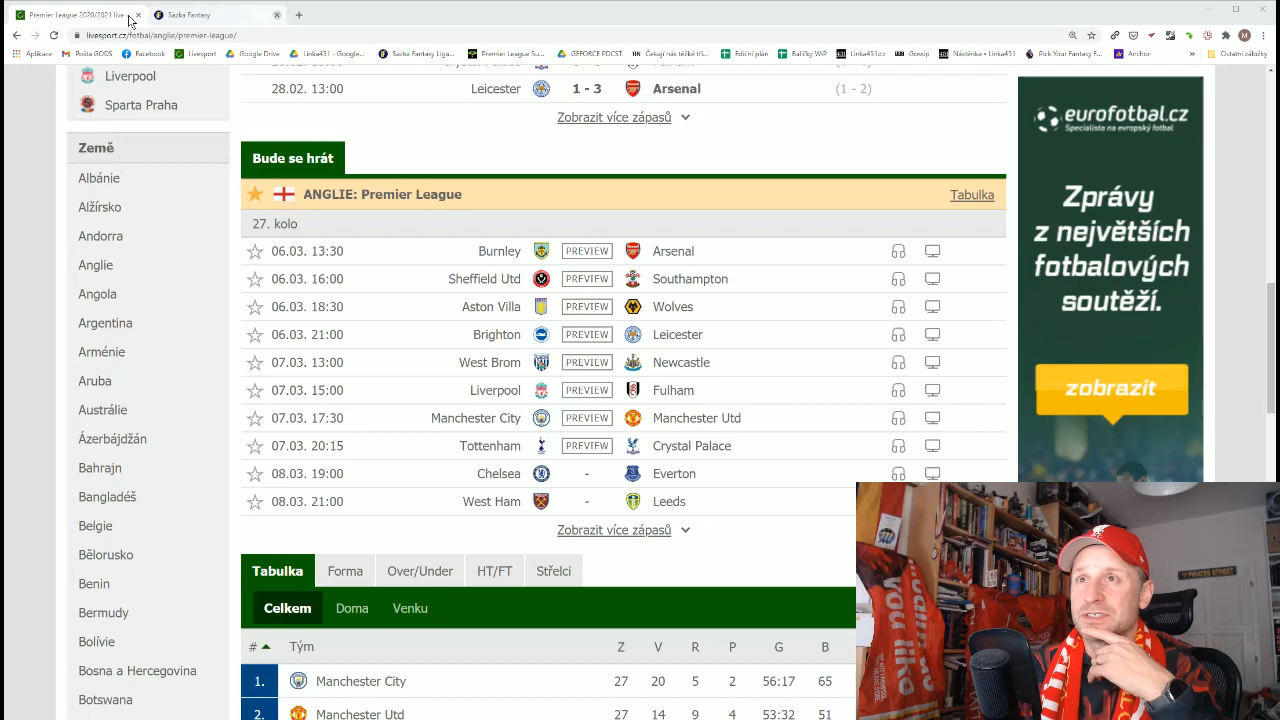 Premier League 2020/2021 live
Sazka Fantasy
livesport.cz/fotbal/anglie/premier-league/
Aplikace
Pošta GODS
Facebook
Livesport
Google Drive
Linka451 - Google...
Sazka Fantasy Liga...
Premier League Su...
GEFORCE PDCST
HN: Čekají nás těžké tři...
Ediční plán
Balíčky WiP
Linka451.cz
Gossip
Nástěnka • Linka451
Pick Your Fantasy F...
Anchor
»
Ostatní záložky
Liverpool
Sparta Praha
Země
Albánie
Alžírsko
Andorra
Anglie
Angola
Argentina
Arménie
Aruba
Austrálie
Ázerbájdžán
Bahrajn
Bangladéš
Belgie
Bělorusko
Benin
Bermudy
Bolívie
Bosna a Hercegovina
Botswana
28.02. 13:00 Leicester 1 - 3 Arsenal (1 - 2)
Zobrazit více zápasů
Bude se hrát
ANGLIE: Premier League Tabulka
27. kolo
06.03. 13:30 Burnley PREVIEW Arsenal
06.03. 16:00 Sheffield Utd PREVIEW Southampton
06.03. 18:30 Aston Villa PREVIEW Wolves
06.03. 21:00 Brighton PREVIEW Leicester
07.03. 13:00 West Brom PREVIEW Newcastle
07.03. 15:00 Liverpool PREVIEW Fulham
07.03. 17:30 Manchester City PREVIEW Manchester Utd
07.03. 20:15 Tottenham PREVIEW Crystal Palace
08.03. 19:00 Chelsea - Everton
08.03. 21:00 West Ham - Leeds
Zobrazit více zápasů
Tabulka Forma Over/Under HT/FT Střelci
Celkem Doma Venku
# Tým Z V R P G B
1. Manchester City 27 20 5 2 56:17 65
2. Manchester Utd 27 14 9 4 53:32 51
eurofotbal.cz
Specialista na evropský fotbal
Zprávy
z největších
fotbalových
soutěží.
zobrazit